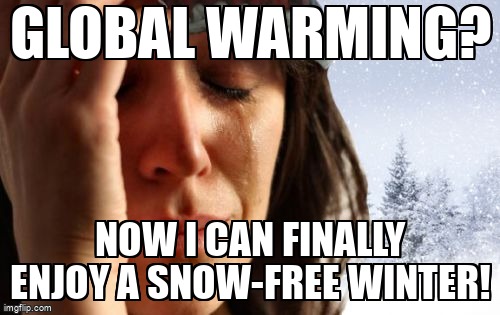 GLOBAL WARMING?
NOW I CAN FINALLY
ENJOY A SNOW-FREE WINTER!
imgflip.com